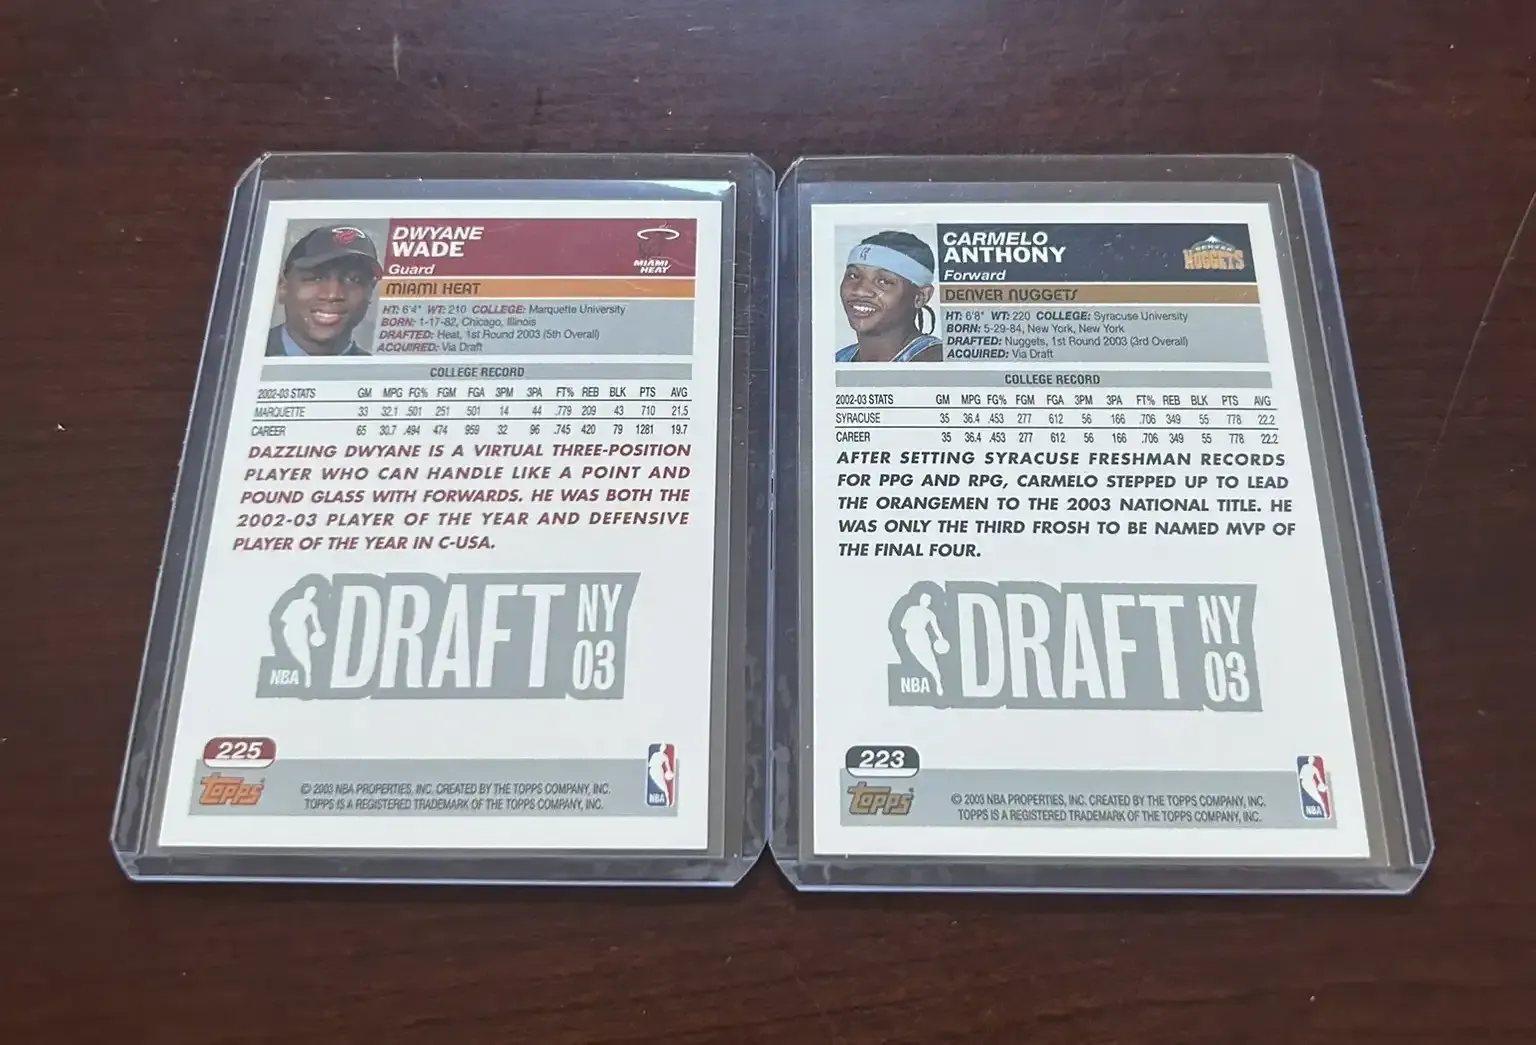 DWYANE
WADE
Guard
MIAMI HEAT
MIAMI
HEAT
HT: 6'4" WT: 210 COLLEGE: Marquette University
BORN: 1-17-82, Chicago, Illinois
DRAFTED: Heat, 1st Round 2003 (5th Overall)
ACQUIRED: Via Draft
COLLEGE RECORD
2002-03 STATS GM MPG FG% FGM FGA 3PM 3PA FT% REB BLK PTS AVG
MARQUETTE 33 32.1 .501 251 501 14 44 .779 209 43 710 21.5
CAREER 65 30.7 .494 474 959 32 96 .745 420 79 1281 19.7
DAZZLING DWYANE IS A VIRTUAL THREE-POSITION
PLAYER WHO CAN HANDLE LIKE A POINT AND
POUND GLASS WITH FORWARDS. HE WAS BOTH THE
2002-03 PLAYER OF THE YEAR AND DEFENSIVE
PLAYER OF THE YEAR IN C-USA.
NBA DRAFT NY
03
225
topps
© 2003 NBA PROPERTIES, INC. CREATED BY THE TOPPS COMPANY, INC.
TOPPS IS A REGISTERED TRADEMARK OF THE TOPPS COMPANY, INC.
NBA
CARMELO
ANTHONY
Forward
DENVER NUGGETS
DENVER
NUGGETS
HT: 6'8" WT: 220 COLLEGE: Syracuse University
BORN: 5-29-84, New York, New York
DRAFTED: Nuggets, 1st Round 2003 (3rd Overall)
ACQUIRED: Via Draft
COLLEGE RECORD
2002-03 STATS GM MPG FG% FGM FGA 3PM 3PA FT% REB BLK PTS AVG
SYRACUSE 35 36.4 .453 277 612 56 166 .706 349 55 778 22.2
CAREER 35 36.4 .453 277 612 56 166 .706 349 55 778 22.2
AFTER SETTING SYRACUSE FRESHMAN RECORDS
FOR PPG AND RPG, CARMELO STEPPED UP TO LEAD
THE ORANGEMEN TO THE 2003 NATIONAL TITLE. HE
WAS ONLY THE THIRD FROSH TO BE NAMED MVP OF
THE FINAL FOUR.
NBA DRAFT NY
03
223
topps
© 2003 NBA PROPERTIES, INC. CREATED BY THE TOPPS COMPANY, INC.
TOPPS IS A REGISTERED TRADEMARK OF THE TOPPS COMPANY, INC.
NBA